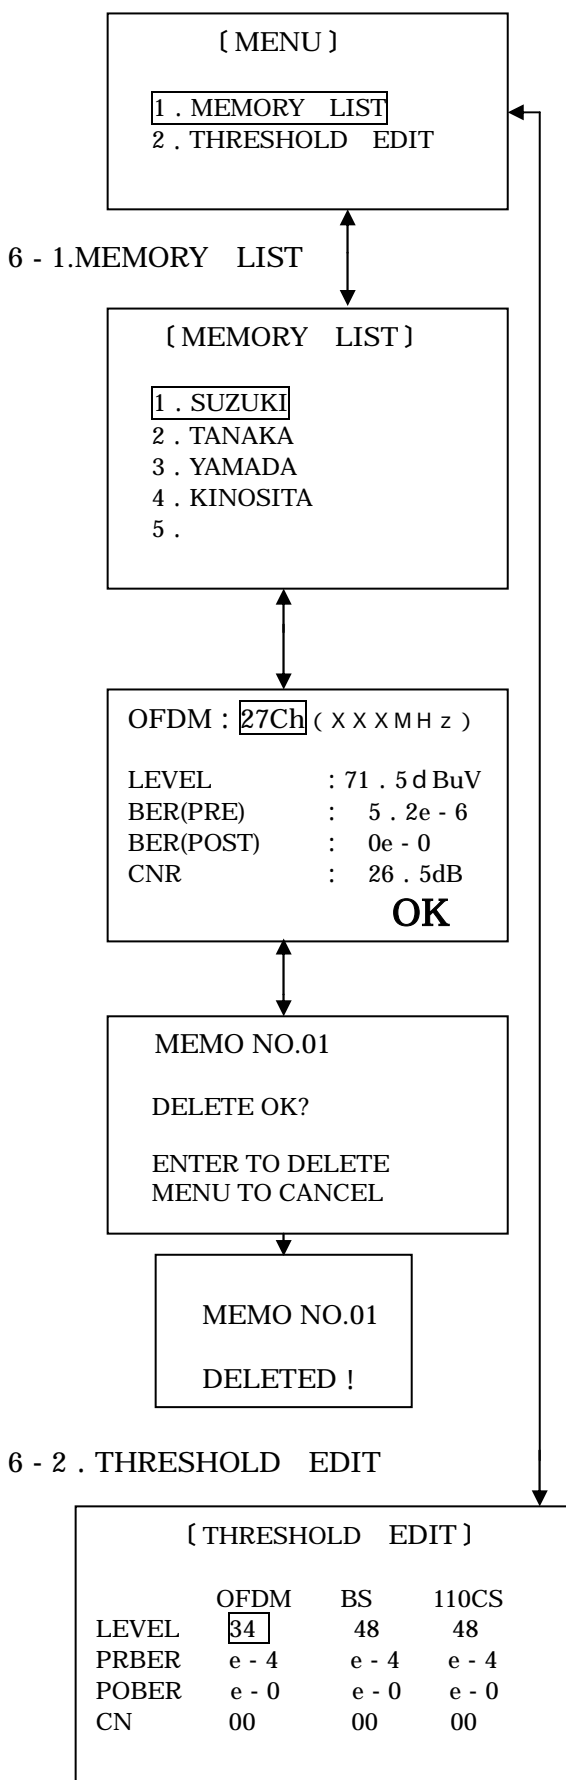 〔MENU〕
1．MEMORY　LIST
2．THRESHOLD　EDIT
6 - 1.MEMORY　LIST
〔MEMORY　LIST〕
1．SUZUKI
2．TANAKA
3．YAMADA
4．KINOSITA
5．
OFDM : 27Ch（ＸＸＸＭＨｚ）
LEVEL : 71．5ｄBuV
BER(PRE) : 5．2e - 6
BER(POST) : 0e - 0
CNR : 26．5dB
OK
MEMO NO.01
DELETE OK?
ENTER TO DELETE
MENU TO CANCEL
MEMO NO.01
DELETED！
6 - 2．THRESHOLD　EDIT
〔THRESHOLD　EDIT〕
OFDM BS 110CS
LEVEL 34 48 48
PRBER e - 4 e - 4 e - 4
POBER e - 0 e - 0 e - 0
CN 00 00 00